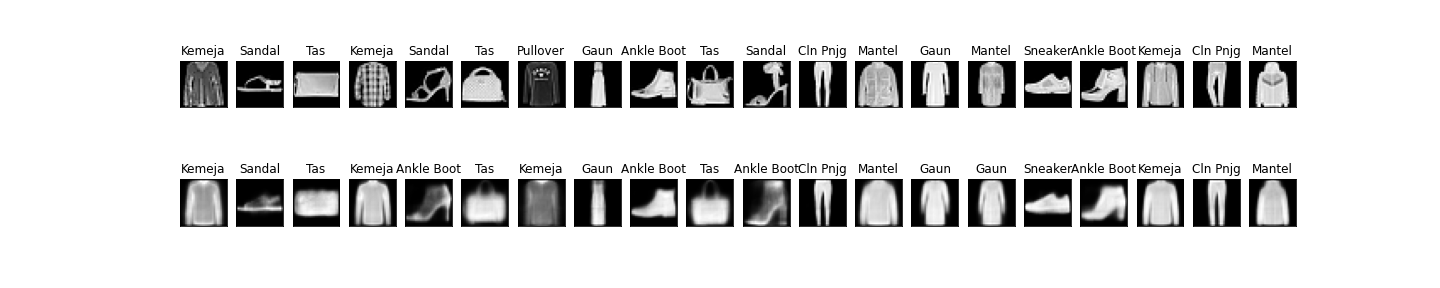 Kemeja Sandal Tas Kemeja Sandal Tas Pullover Gaun Ankle Boot Tas Sandal Cln Pnjg Mantel Gaun Mantel Sneaker Ankle Boot Kemeja Cln Pnjg Mantel
Kemeja Sandal Tas Kemeja Ankle Boot Tas Kemeja Gaun Ankle Boot Tas Ankle Boot Cln Pnjg Mantel Gaun Gaun Sneaker Ankle Boot Kemeja Cln Pnjg Mantel